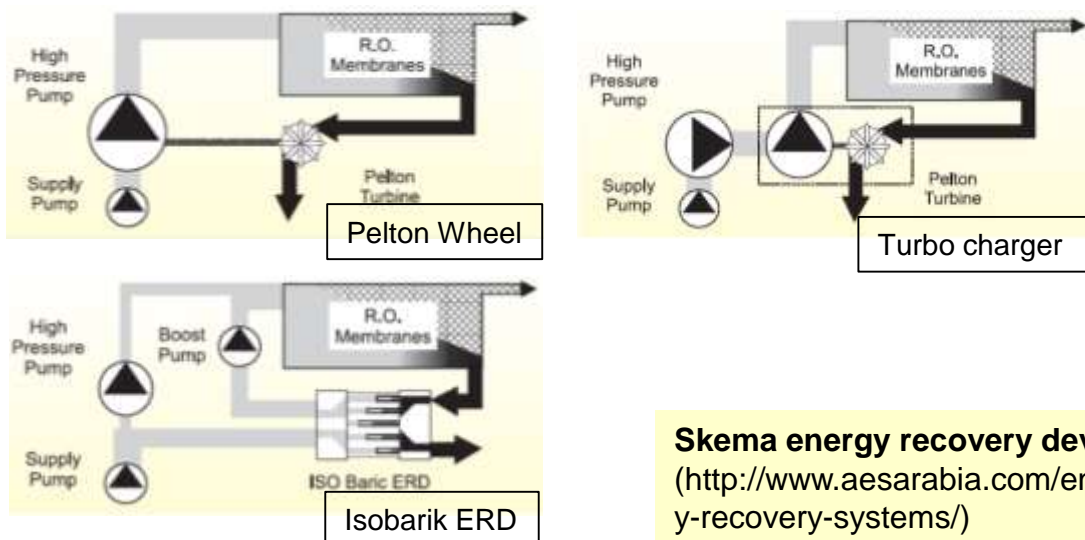 High
Pressure
Pump
Supply
Pump
R.O.
Membranes
Pelton
Turbine
Pelton Wheel
High
Pressure
Pump
Supply
Pump
R.O.
Membranes
Pelton
Turbine
Turbo charger
High
Pressure
Pump
Boost
Pump
Supply
Pump
R.O.
Membranes
ISO Baric ERD
Isobarik ERD
Skema energy recovery dev
(http://www.aesarabia.com/en
y-recovery-systems/)